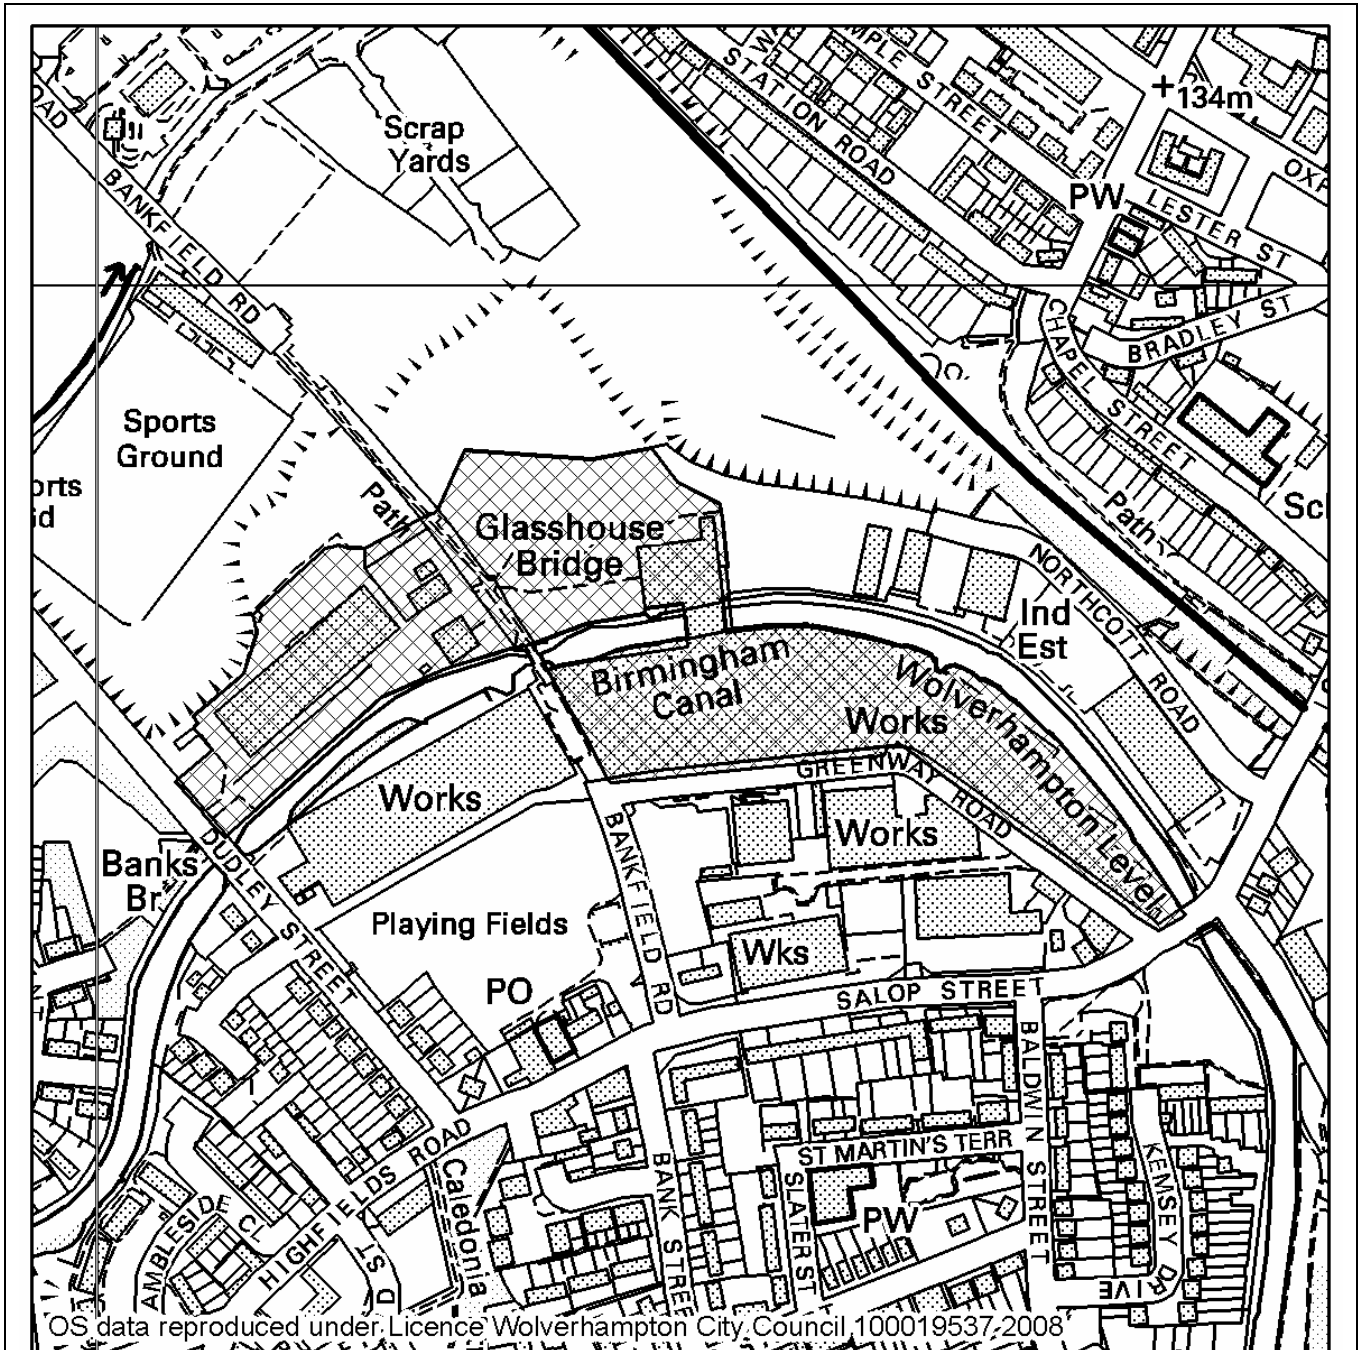 STATION ROAD
STREET
134m
Scrap
Yards
OAD
BANKFIELD RD
PW
LESTER ST
BRADLEY ST
CHAPEL STREET
Sports
Ground
orts
Path
Glasshouse
Bridge
Path
NORTHCOTT ROAD
Ind
Est
Birmingham
Canal
Wolverhampton Level
Works
GREENWAY
ROAD
Works
Works
BANKFIELD RD
DUDLEY STREET
Banks
Br
Playing Fields
Wks
PO
SALOP STREET
BALDWIN STREET
HIGHFIELDS ROAD
ST MARTIN'S TERR
KEMSEY DRIVE
Caledonia
BANK STREE
SLATER ST
PW
AMBLESIDE C
OS data reproduced under Licence Wolverhampton City Council 100019537 2008